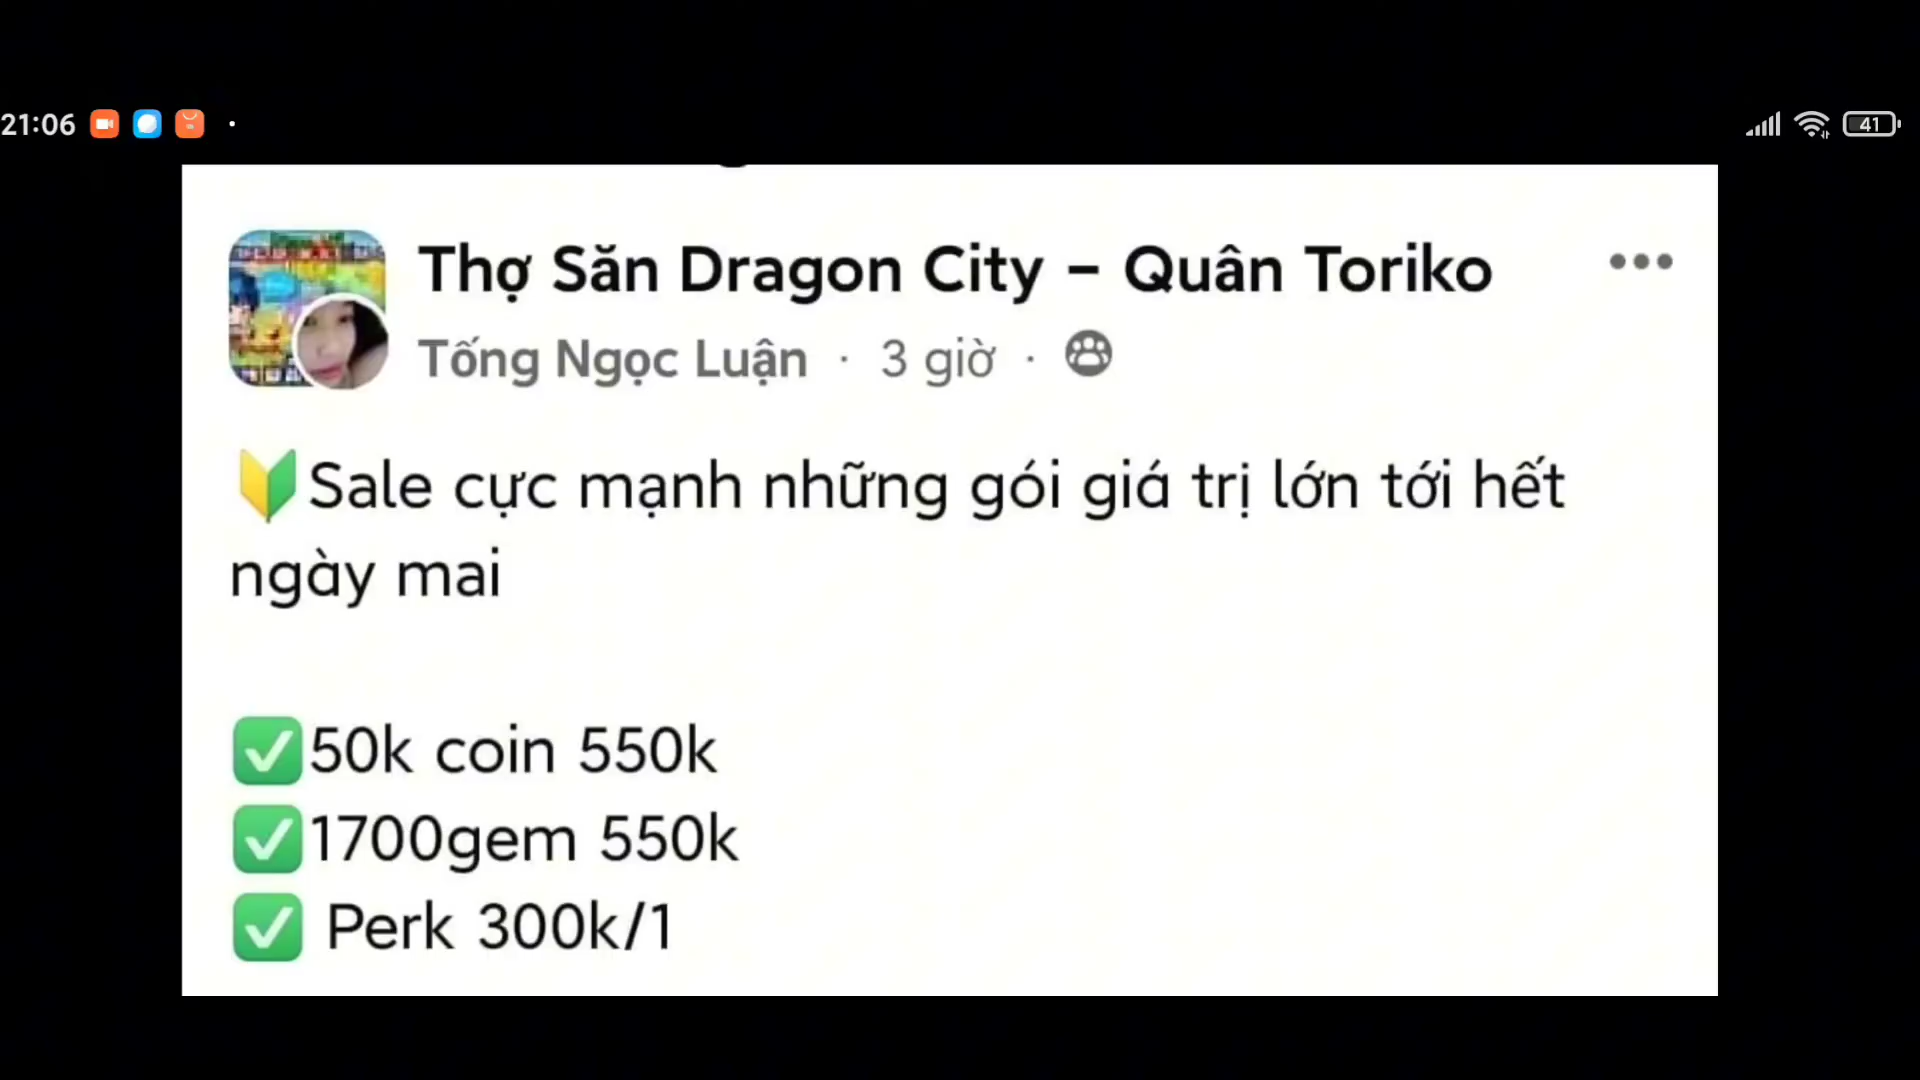 21:06
41
Thợ Săn Dragon City - Quân Toriko
Tống Ngọc Luận · 3 giờ ·
🔰Sale cực mạnh những gói giá trị lớn tới hết
ngày mai
✅50k coin 550k
✅1700gem 550k
✅ Perk 300k/1